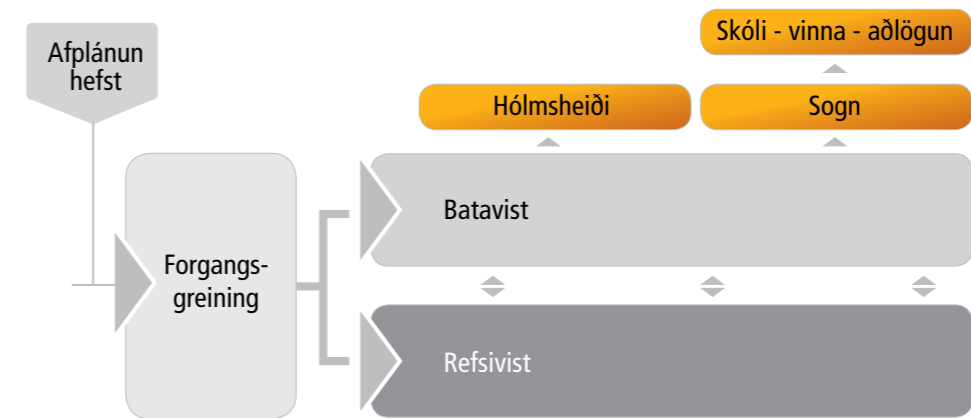 Afplánun
hefst
Skóli - vinna - aðlögun
Hólmsheiði
Sogn
Batavist
Forgangs-
greining
Refsivist